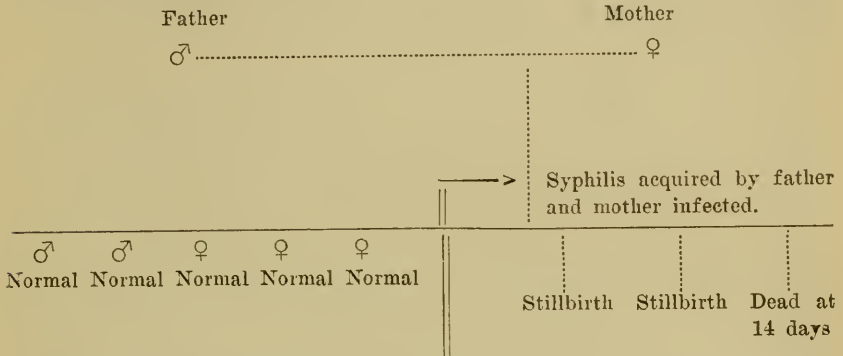 Father Mother
♂ ♀
Syphilis acquired by father
and mother infected.
♂ ♂ ♀ ♀ ♀
Normal Normal Normal Normal Normal
Stillbirth Stillbirth Dead at
14 days